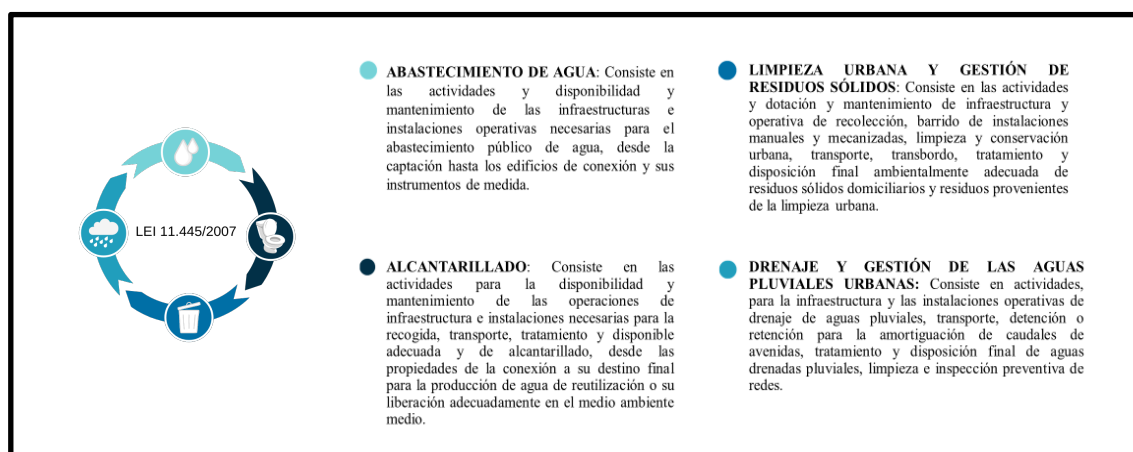 LEI 11.445/2007
ABASTECIMIENTO DE AGUA: Consiste en
las actividades y disponibilidad y
mantenimiento de las infraestructuras e
instalaciones operativas necesarias para el
abastecimiento público de agua, desde la
captación hasta los edificios de conexión y sus
instrumentos de medida.
ALCANTARILLADO: Consiste en las
actividades para la disponibilidad y
mantenimiento de las operaciones de
infraestructura e instalaciones necesarias para la
recogida, transporte, tratamiento y disponible
adecuada y de alcantarillado, desde las
propiedades de la conexión a su destino final
para la producción de agua de reutilización o su
liberación adecuadamente en el medio ambiente
medio.
LIMPIEZA URBANA Y GESTIÓN DE
RESIDUOS SÓLIDOS: Consiste en las actividades
y dotación y mantenimiento de infraestructura y
operativa de recolección, barrido de instalaciones
manuales y mecanizadas, limpieza y conservación
urbana, transporte, transbordo, tratamiento y
disposición final ambientalmente adecuada de
residuos sólidos domiciliarios y residuos provenientes
de la limpieza urbana.
DRENAJE Y GESTIÓN DE LAS AGUAS
PLUVIALES URBANAS: Consiste en actividades,
para la infraestructura y las instalaciones operativas de
drenaje de aguas pluviales, transporte, detención o
retención para la amortiguación de caudales de
avenidas, tratamiento y disposición final de aguas
drenadas pluviales, limpieza e inspección preventiva de
redes.